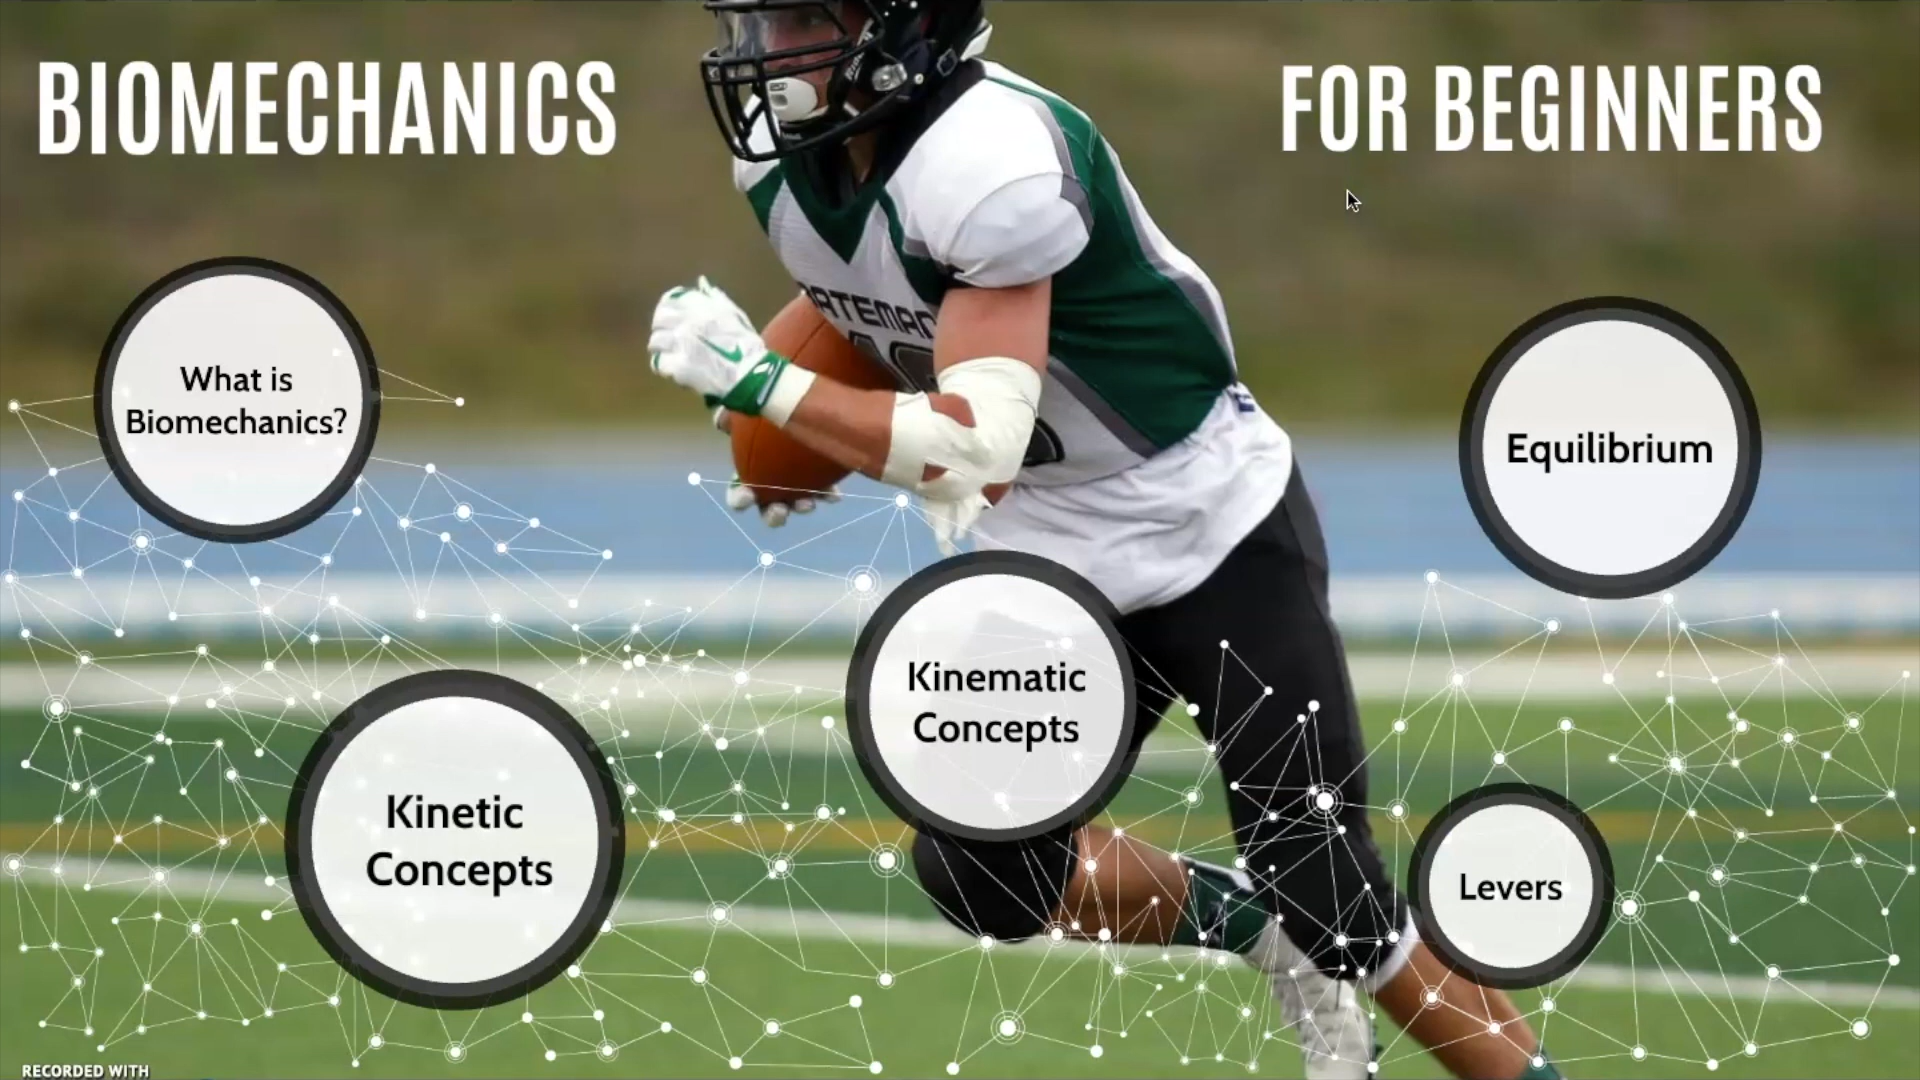 BIOMECHANICS
FOR BEGINNERS
What is
Biomechanics?
Equilibrium
Kinematic
Concepts
Kinetic
Concepts
Levers
RECORDED WITH